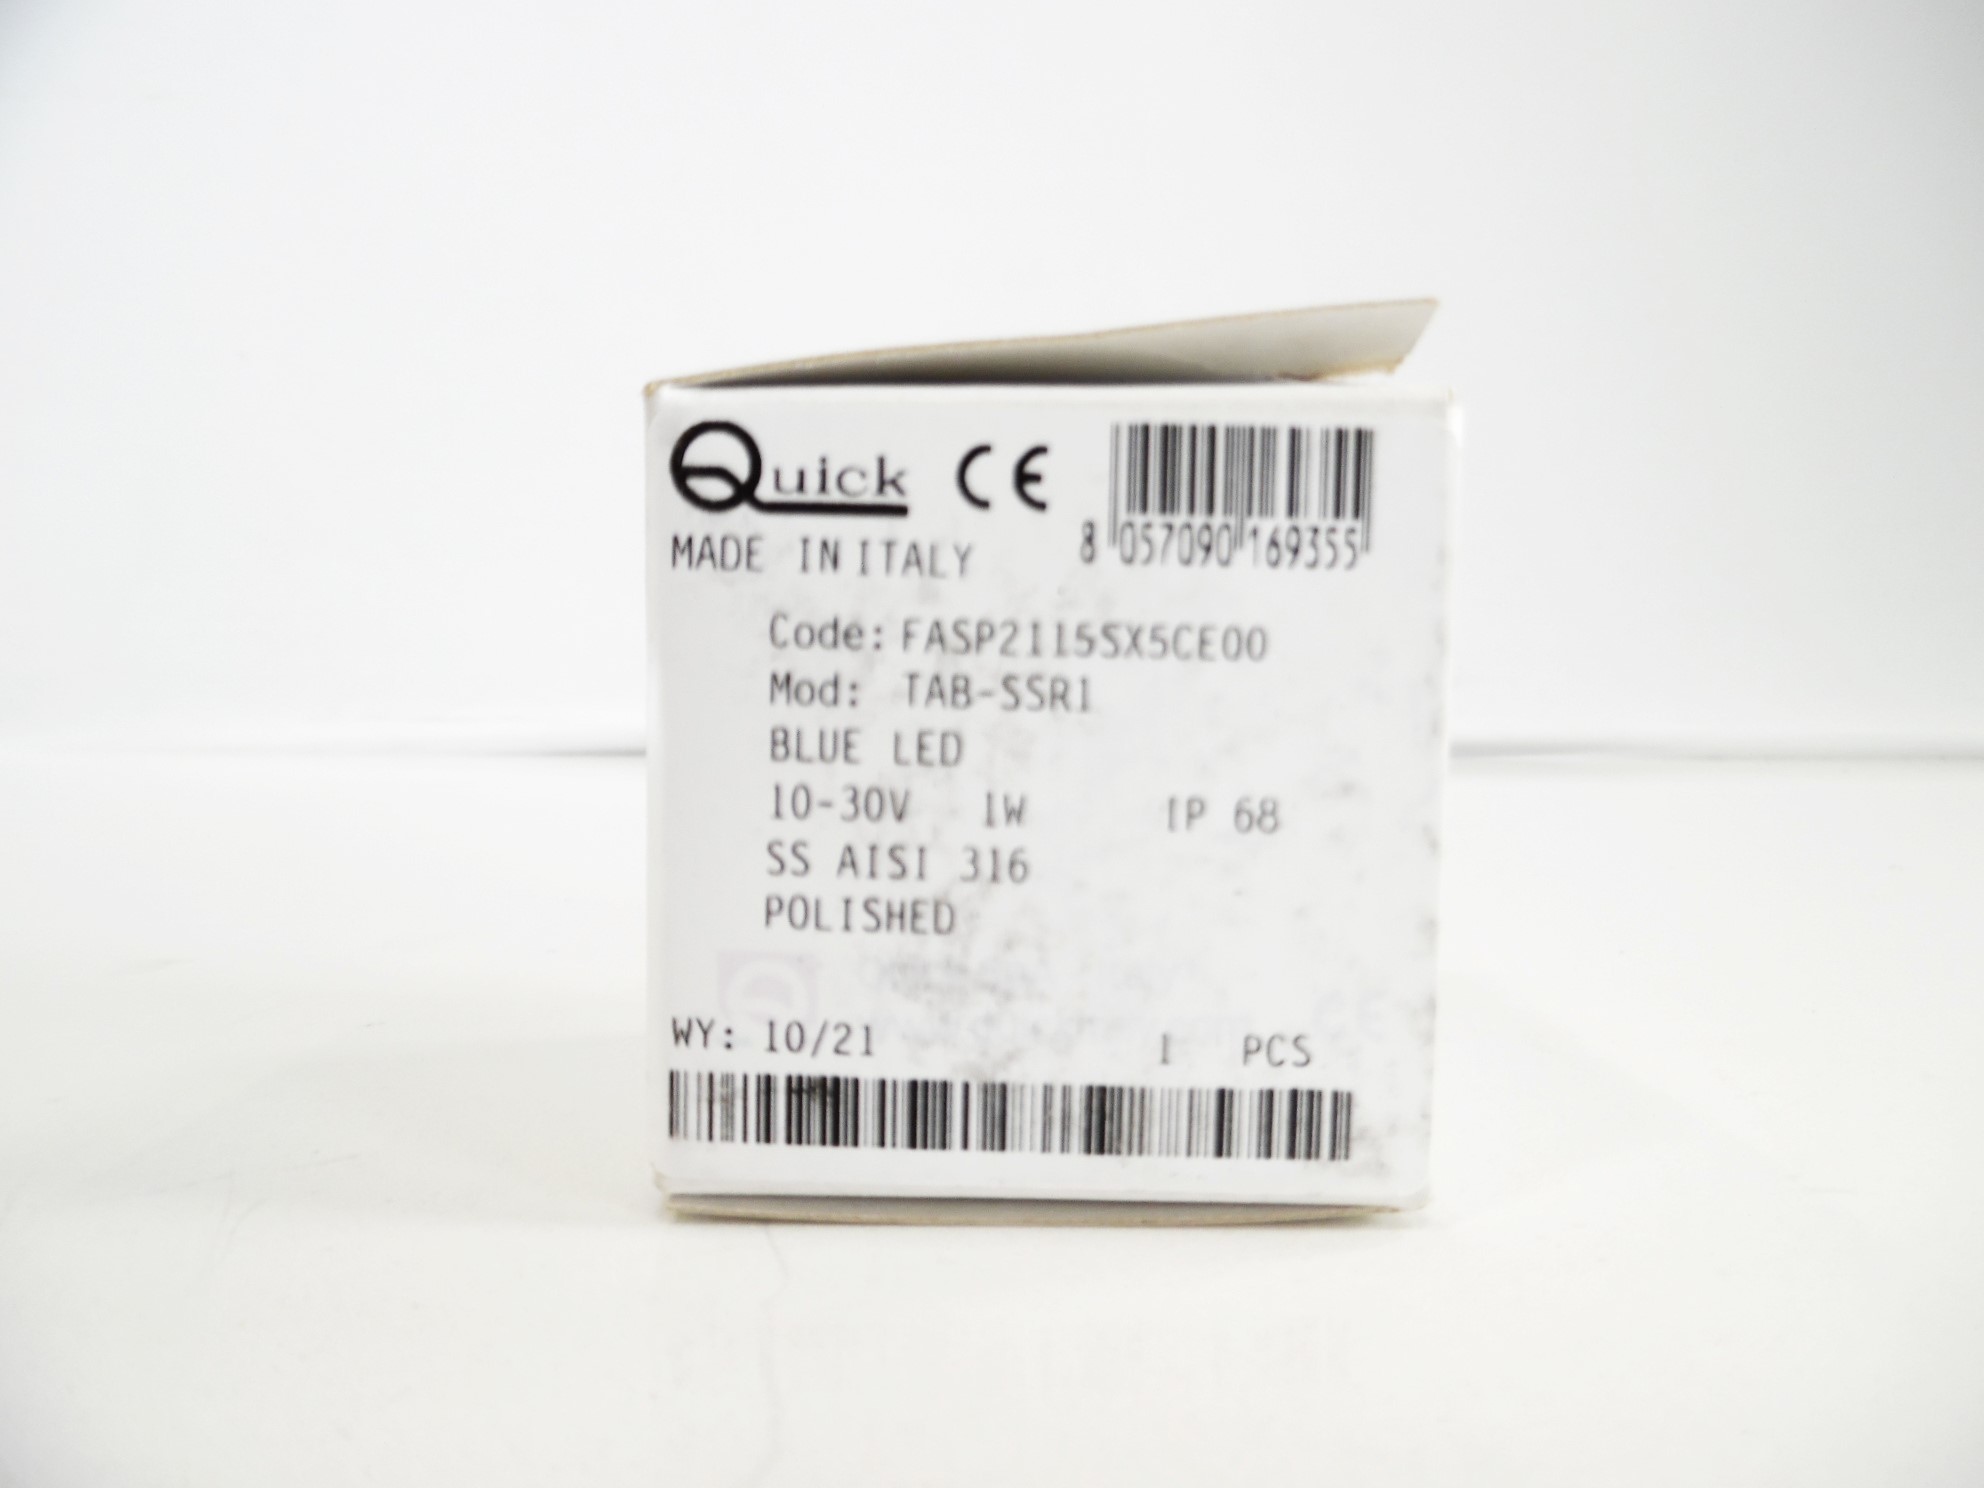 Quick CE
8 057090 169355
MADE IN ITALY
Code: FASP2115SX5CE00
Mod: TAB-SSR1
BLUE LED
10-30V 1W IP 68
SS AISI 316
POLISHED
WY: 10/21 1 PCS